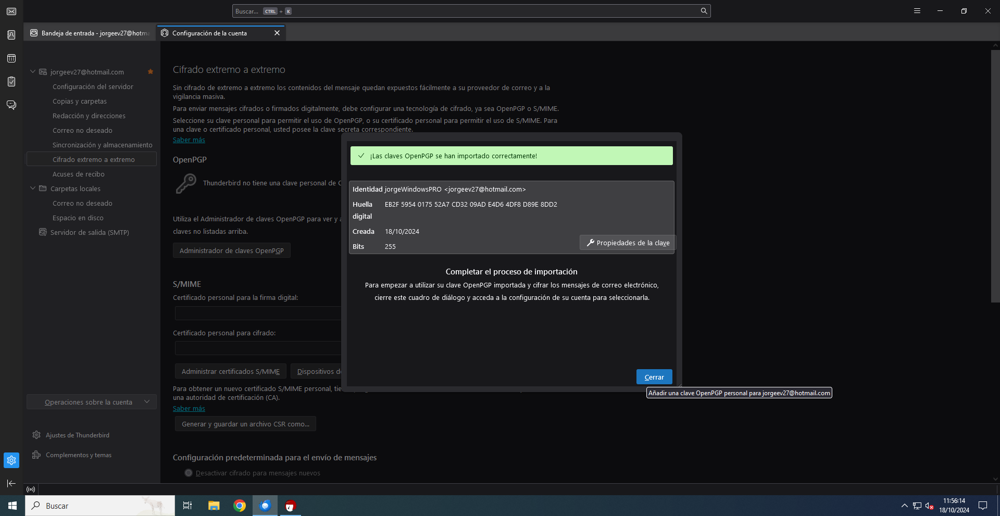 Buscar... CTRL + K
Bandeja de entrada - jorgeev27@hotma
Configuración de la cuenta
jorgeev27@hotmail.com
Configuración del servidor
Copias y carpetas
Redacción y direcciones
Correo no deseado
Sincronización y almacenamiento
Cifrado extremo a extremo
Acuses de recibo
Carpetas locales
Correo no deseado
Espacio en disco
Servidor de salida (SMTP)
Operaciones sobre la cuenta
Ajustes de Thunderbird
Complementos y temas
Cifrado extremo a extremo
Sin cifrado de extremo a extremo los contenidos del mensaje quedan expuestos fácilmente a su proveedor de correo y a la
vigilancia masiva.
Para enviar mensajes cifrados o firmados digitalmente, debe configurar una tecnología de cifrado, ya sea OpenPGP o S/MIME.
Seleccione su clave personal para permitir el uso de OpenPGP, o su certificado personal para permitir el uso de S/MIME. Para
una clave o certificado personal, usted posee la clave secreta correspondiente.
Saber más
OpenPGP
Thunderbird no tiene una clave personal de
Utiliza el Administrador de claves OpenPGP para ver y
claves no listadas arriba.
Administrador de claves OpenPGP
S/MIME
Certificado personal para la firma digital:
Certificado personal para cifrado:
Administrar certificados S/MIME
Dispositivos
Para obtener un nuevo certificado S/MIME personal,
una autoridad de certificación (CA).
Saber más
Generar y guardar un archivo CSR como...
Configuración predeterminada para el envío de mensajes
Desactivar cifrado para mensajes nuevos
¡Las claves OpenPGP se han importado correctamente!
Identidad jorgeWindowsPRO <jorgeev27@hotmail.com>
Huella digital EB2F 5954 0175 52A7 CD32 09AD E4D6 4DF8 D89E 8DD2
Creada 18/10/2024
Bits 255
Propiedades de la clave
Completar el proceso de importación
Para empezar a utilizar su clave OpenPGP importada y cifrar los mensajes de correo electrónico,
cierre este cuadro de diálogo y acceda a la configuración de su cuenta para seleccionarla.
Cerrar
Añadir una clave OpenPGP personal para jorgeev27@hotmail.com
Buscar
11:56:14
18/10/2024